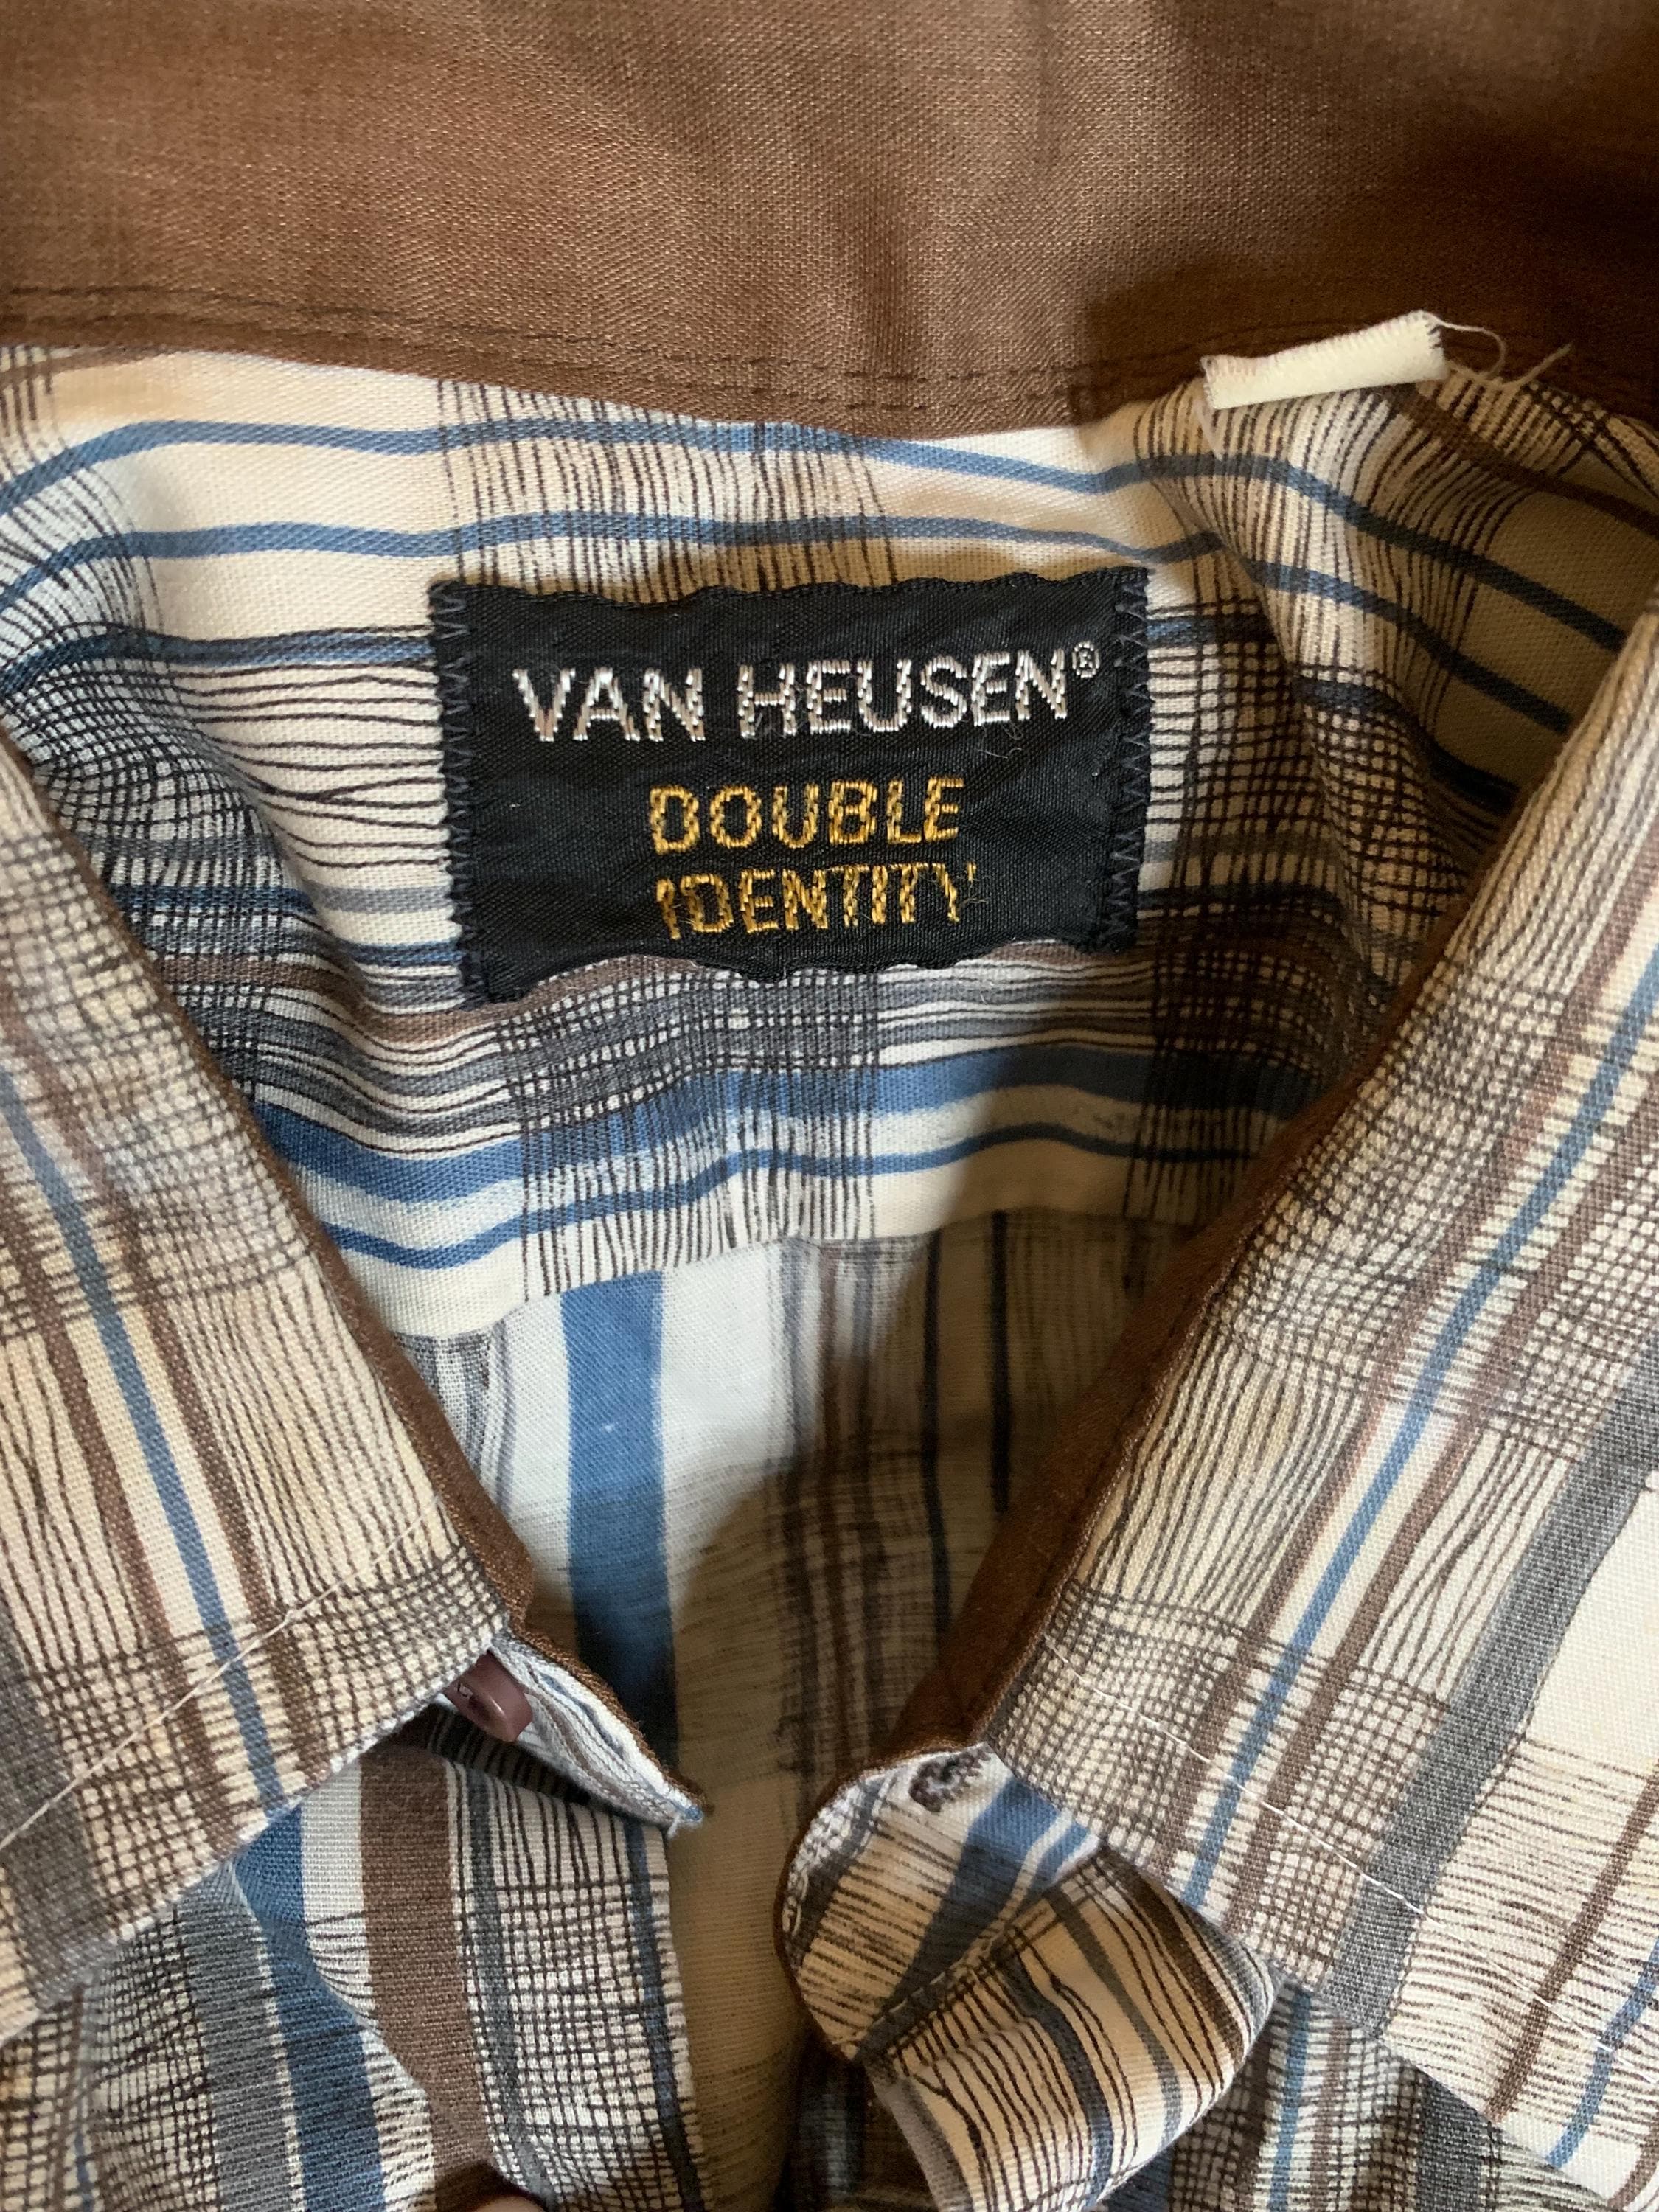 VAN HEUSEN®
DOUBLE
IDENTITY